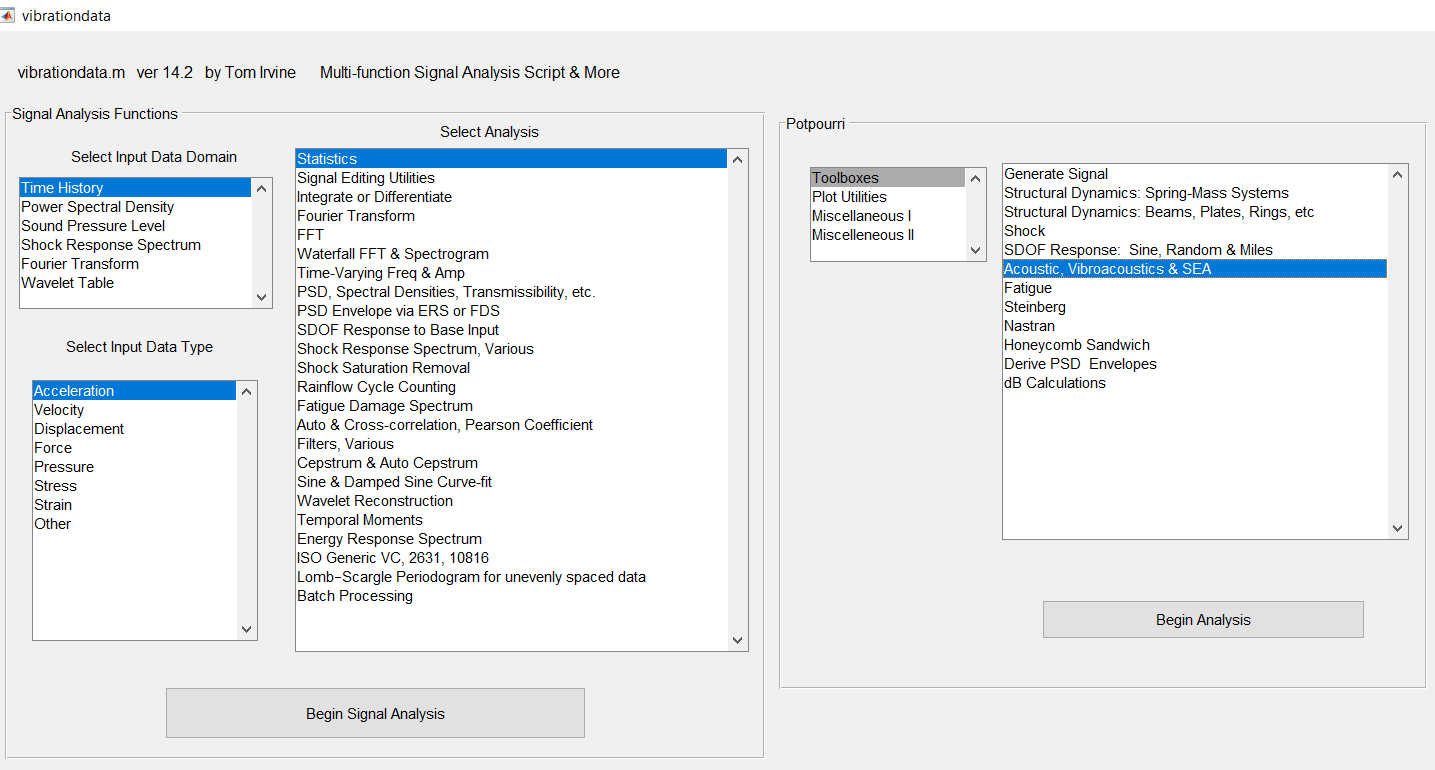 vibrationdata
vibrationdata.m ver 14.2 by Tom Irvine Multi-function Signal Analysis Script & More
Signal Analysis Functions
Select Input Data Domain
Time History
Power Spectral Density
Sound Pressure Level
Shock Response Spectrum
Fourier Transform
Wavelet Table
Select Input Data Type
Acceleration
Velocity
Displacement
Force
Pressure
Stress
Strain
Other
Select Analysis
Statistics
Signal Editing Utilities
Integrate or Differentiate
Fourier Transform
FFT
Waterfall FFT & Spectrogram
Time-Varying Freq & Amp
PSD, Spectral Densities, Transmissibility, etc.
PSD Envelope via ERS or FDS
SDOF Response to Base Input
Shock Response Spectrum, Various
Shock Saturation Removal
Rainflow Cycle Counting
Fatigue Damage Spectrum
Auto & Cross-correlation, Pearson Coefficient
Filters, Various
Cepstrum & Auto Cepstrum
Sine & Damped Sine Curve-fit
Wavelet Reconstruction
Temporal Moments
Energy Response Spectrum
ISO Generic VC, 2631, 10816
Lomb-Scargle Periodogram for unevenly spaced data
Batch Processing
Begin Signal Analysis
Potpourri
Toolboxes
Plot Utilities
Miscellaneous I
Miscelleneous II
Generate Signal
Structural Dynamics: Spring-Mass Systems
Structural Dynamics: Beams, Plates, Rings, etc
Shock
SDOF Response: Sine, Random & Miles
Acoustic, Vibroacoustics & SEA
Fatigue
Steinberg
Nastran
Honeycomb Sandwich
Derive PSD Envelopes
dB Calculations
Begin Analysis